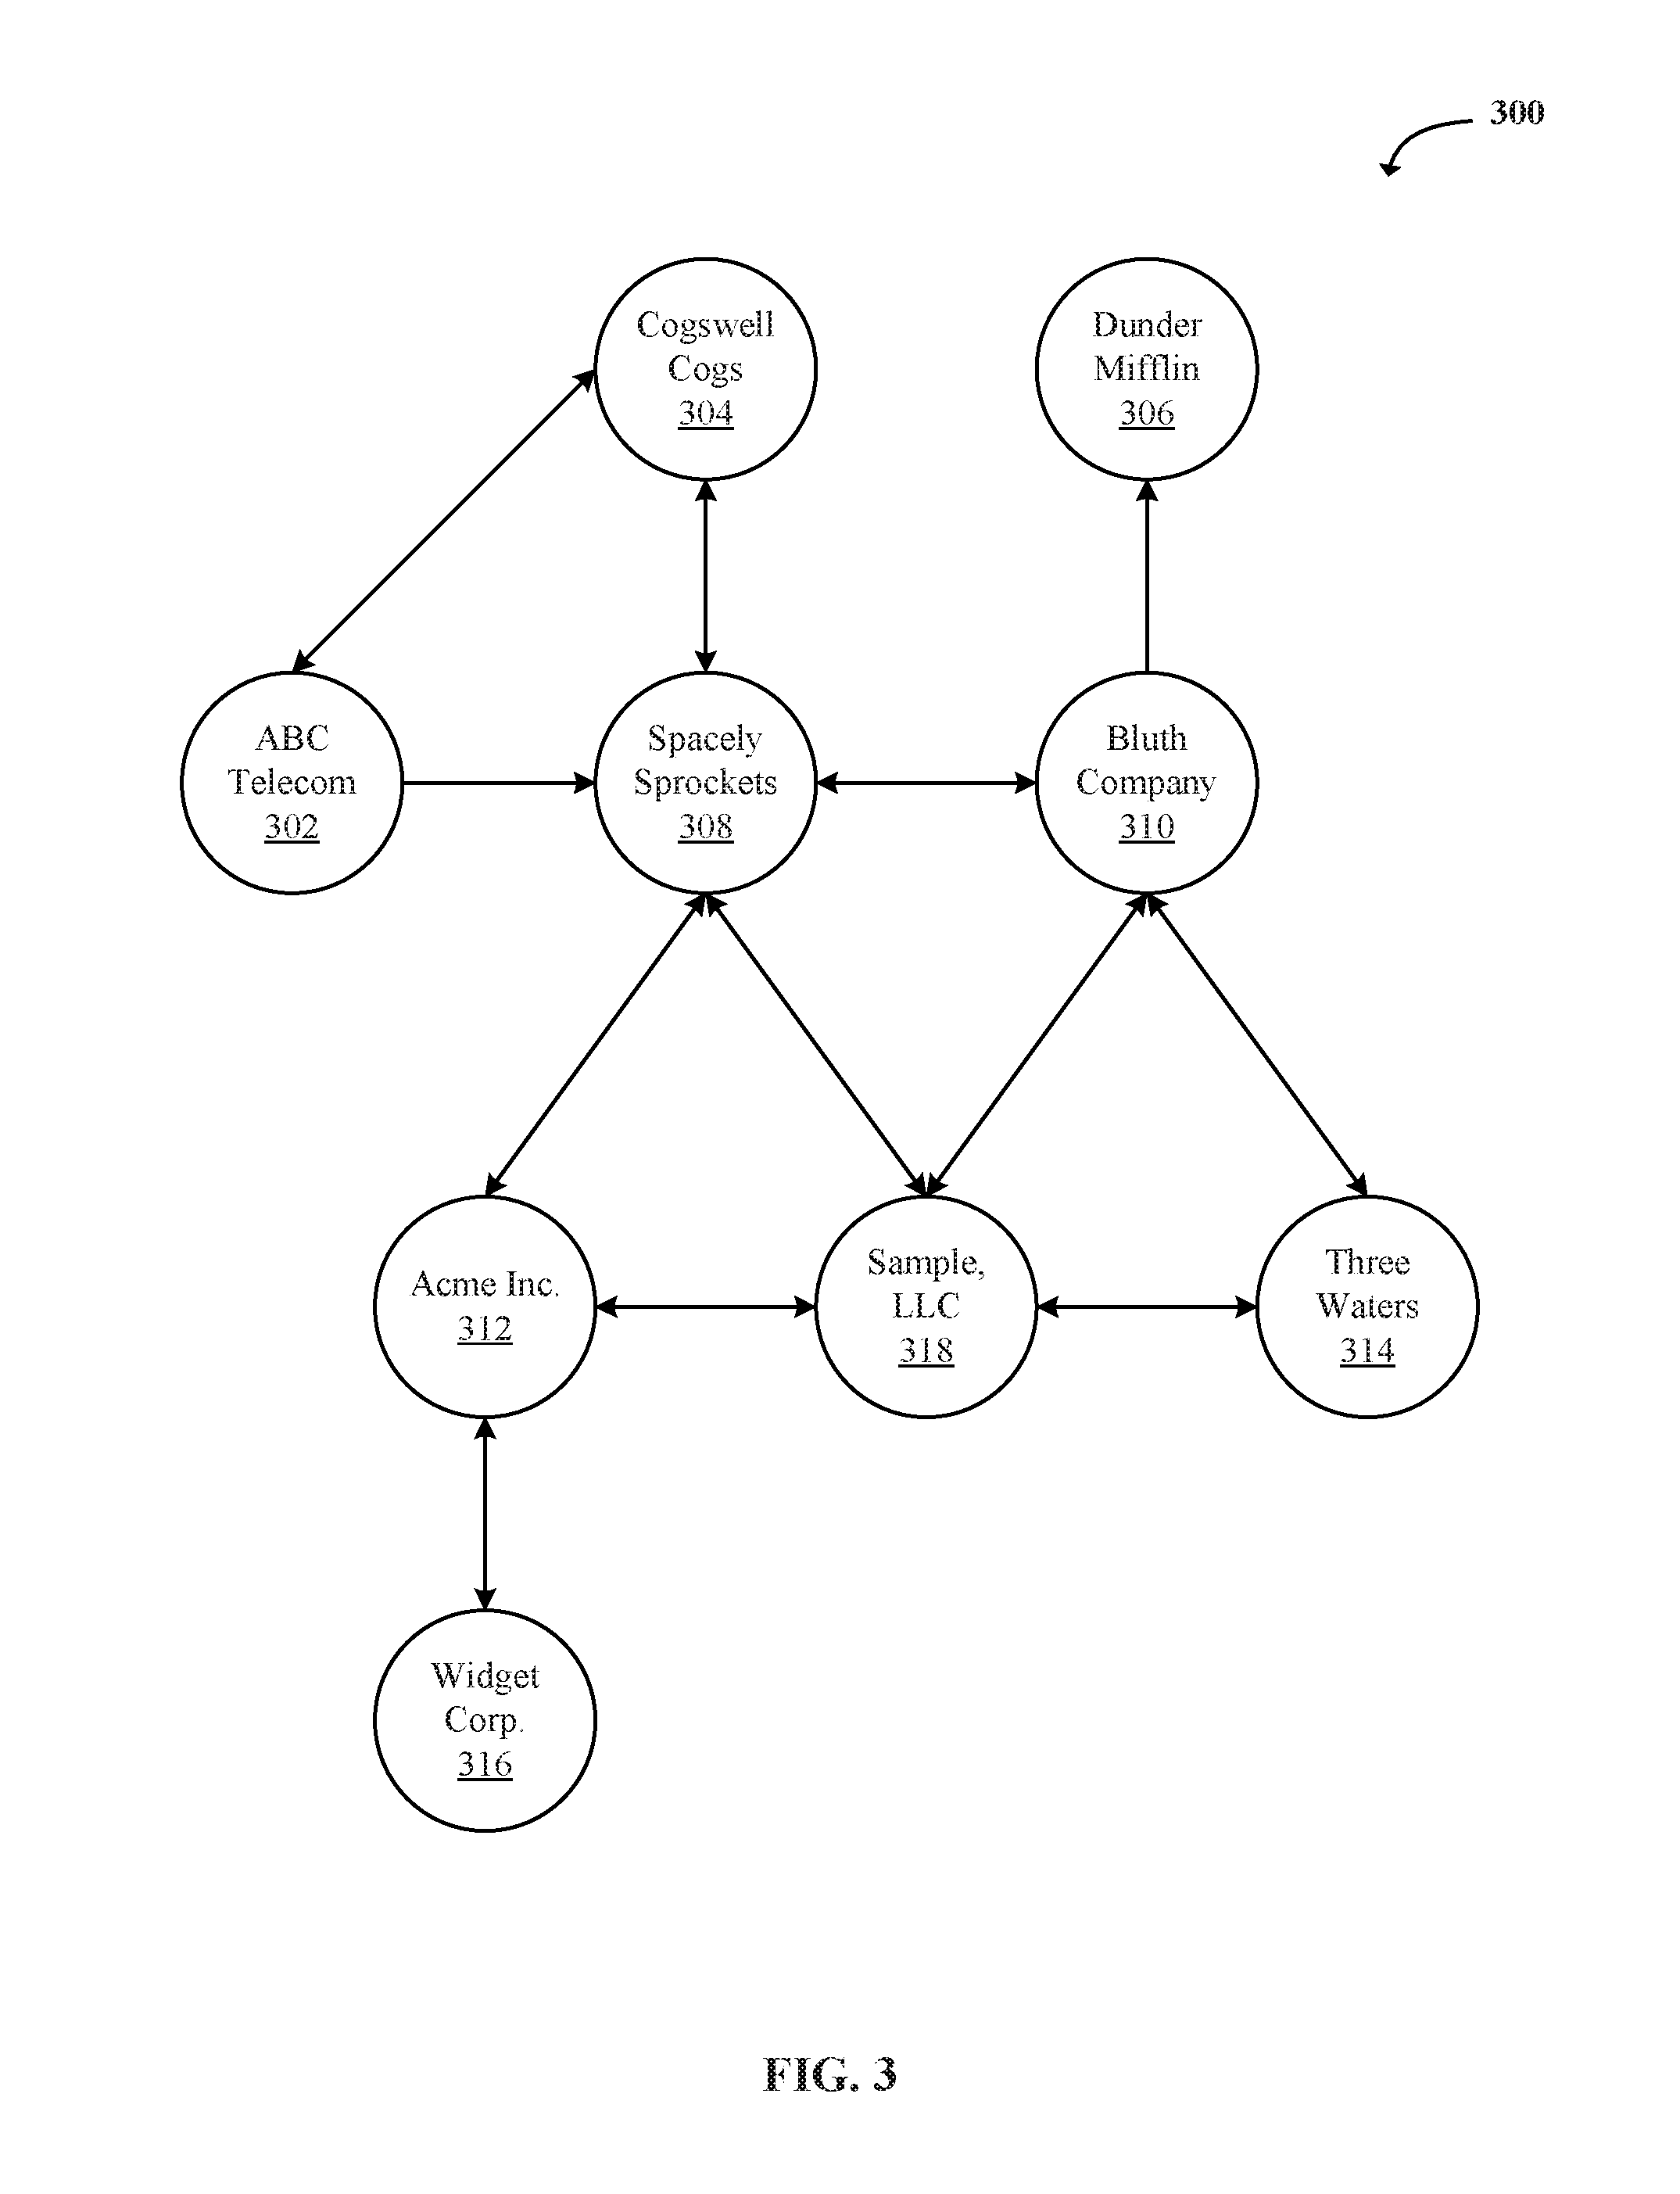 300
Cogswell
Cogs
304
Dunder
Mifflin
306
ABC
Telecom
302
Spacely
Sprockets
308
Bluth
Company
310
Acme Inc.
312
Sample,
LLC
318
Three
Waters
314
Widget
Corp.
316
FIG. 3